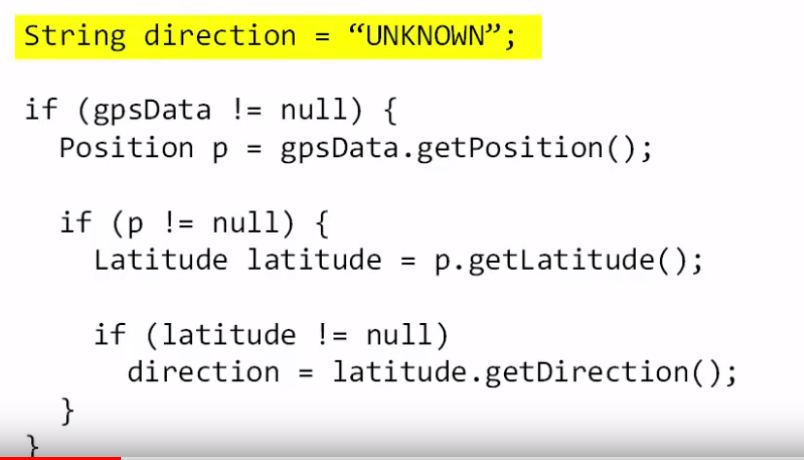 String direction = “UNKNOWN”;
if (gpsData != null) {
Position p = gpsData.getPosition();
if (p != null) {
Latitude latitude = p.getLatitude();
if (latitude != null)
direction = latitude.getDirection();
}
}